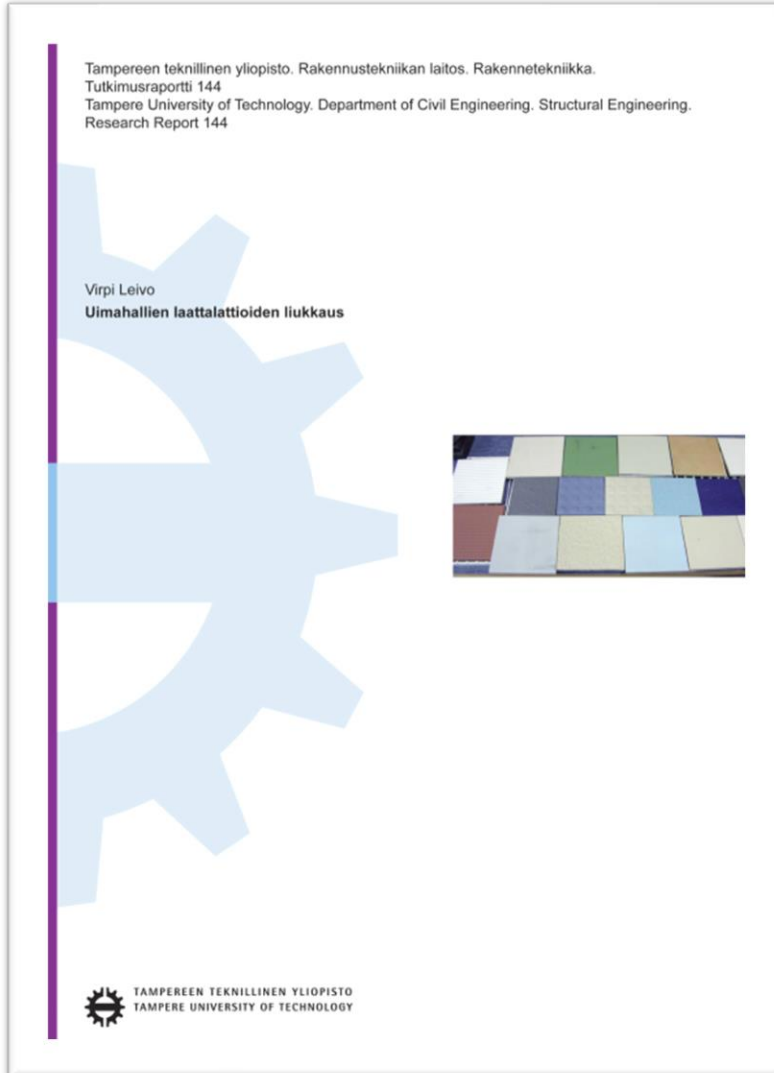 Tampereen teknillinen yliopisto. Rakennustekniikan laitos. Rakennetekniikka.
Tutkimusraportti 144
Tampere University of Technology. Department of Civil Engineering. Structural Engineering.
Research Report 144
Virpi Leivo
Uimahallien laattalattioiden liukkaus
TAMPEREEN TEKNILLINEN YLIOPISTO
TAMPERE UNIVERSITY OF TECHNOLOGY